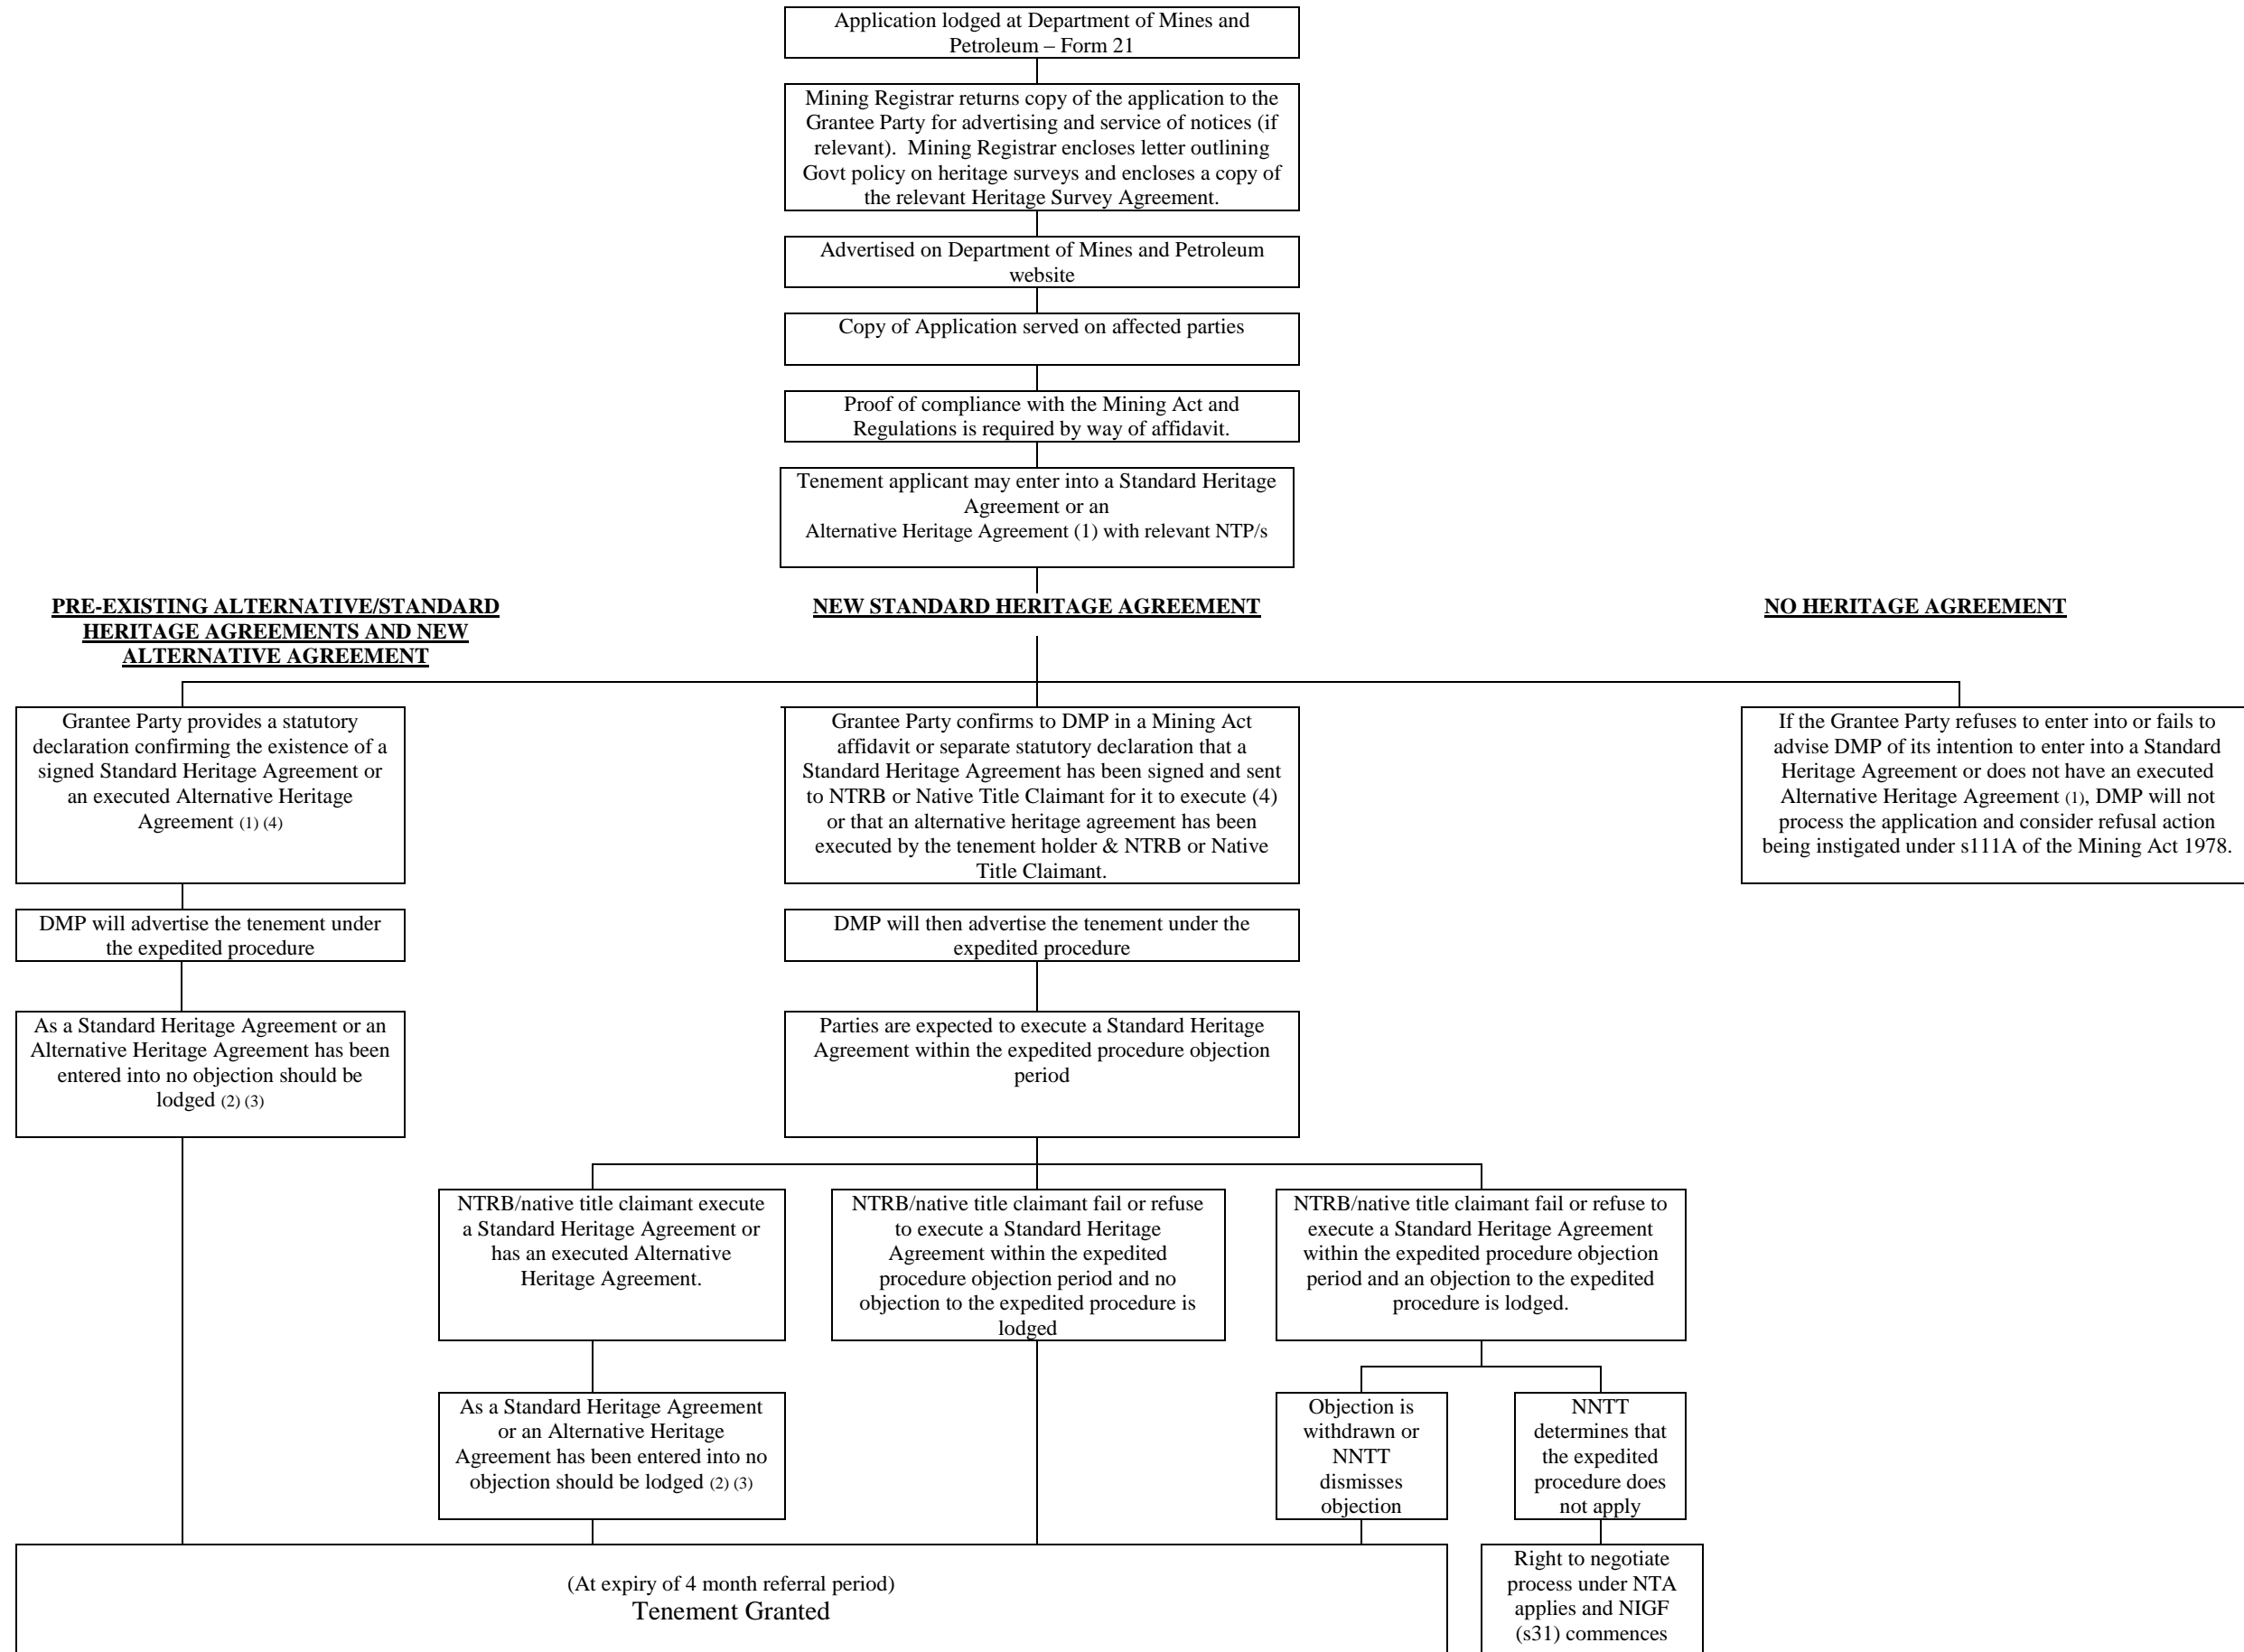 Application lodged at Department of Mines and
Petroleum – Form 21
Mining Registrar returns copy of the application to the
Grantee Party for advertising and service of notices (if
relevant).  Mining Registrar encloses letter outlining
Govt policy on heritage surveys and encloses a copy of
the relevant Heritage Survey Agreement.
Advertised on Department of Mines and Petroleum
website
Copy of Application served on affected parties
Proof of compliance with the Mining Act and
Regulations is required by way of affidavit.
Tenement applicant may enter into a Standard Heritage
Agreement or an
Alternative Heritage Agreement (1) with relevant NTP/s
PRE-EXISTING ALTERNATIVE/STANDARD
HERITAGE AGREEMENTS AND NEW
ALTERNATIVE AGREEMENT
NEW STANDARD HERITAGE AGREEMENT
NO HERITAGE AGREEMENT
Grantee Party provides a statutory
declaration confirming the existence of a
signed Standard Heritage Agreement or
an executed Alternative Heritage
Agreement (1) (4)
Grantee Party confirms to DMP in a Mining Act
affidavit or separate statutory declaration that a
Standard Heritage Agreement has been signed and sent
to NTRB or Native Title Claimant for it to execute (4)
or that an alternative heritage agreement has been
executed by the tenement holder & NTRB or Native
Title Claimant.
If the Grantee Party refuses to enter into or fails to
advise DMP of its intention to enter into a Standard
Heritage Agreement or does not have an executed
Alternative Heritage Agreement (1), DMP will not
process the application and consider refusal action
being instigated under s111A of the Mining Act 1978.
DMP will advertise the tenement under
the expedited procedure
DMP will then advertise the tenement under the
expedited procedure
As a Standard Heritage Agreement or an
Alternative Heritage Agreement has been
entered into no objection should be
lodged (2) (3)
Parties are expected to execute a Standard Heritage
Agreement within the expedited procedure objection
period
NTRB/native title claimant execute
a Standard Heritage Agreement or
has an executed Alternative
Heritage Agreement.
NTRB/native title claimant fail or refuse
to execute a Standard Heritage
Agreement within the expedited
procedure objection period and no
objection to the expedited procedure is
lodged
NTRB/native title claimant fail or refuse to
execute a Standard Heritage Agreement
within the expedited procedure objection
period and an objection to the expedited
procedure is lodged.
As a Standard Heritage Agreement
or an Alternative Heritage
Agreement has been entered into no
objection should be lodged (2) (3)
Objection is
withdrawn or
NNTT
dismisses
objection
NNTT
determines that
the expedited
procedure does
not apply
(At expiry of 4 month referral period)
Tenement Granted
Right to negotiate
process under NTA
applies and NIGF
(s31) commences